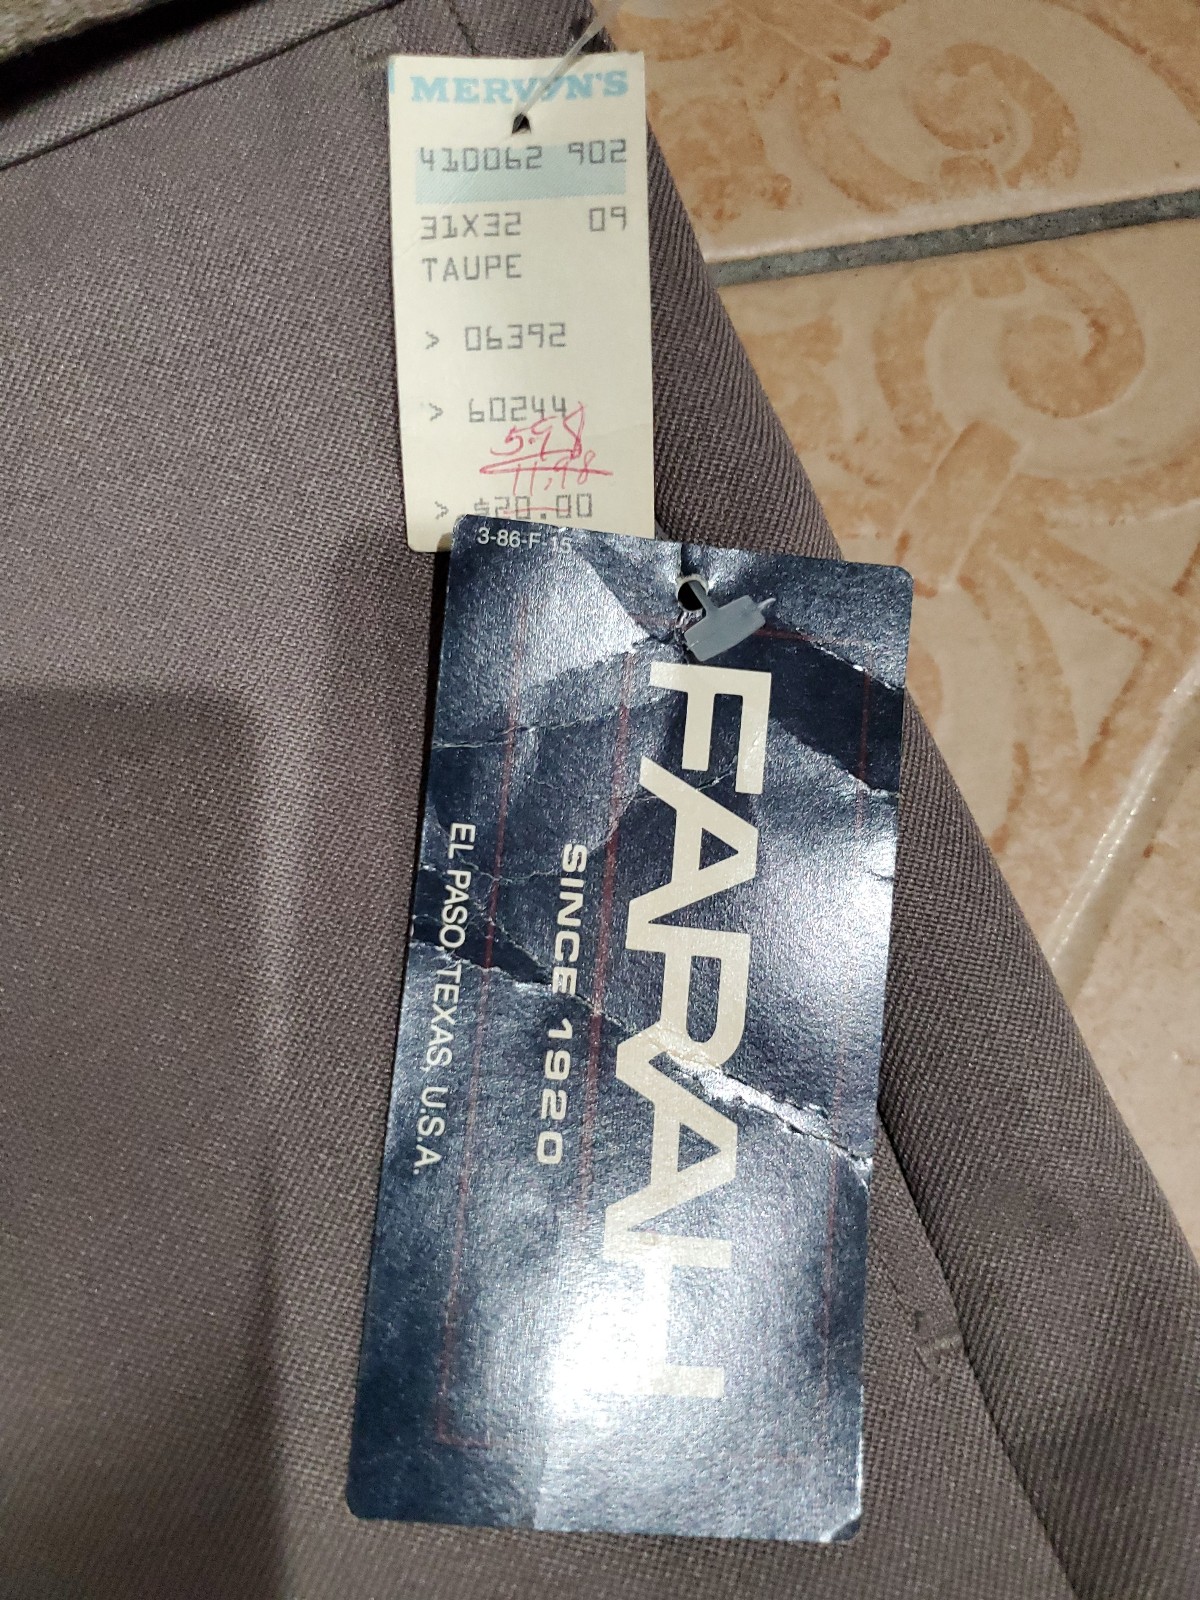 MERVYN'S
410062 902
31X32 09
TAUPE
> 06392
> 60244
5.98
11.98
> $20.00
3-86-F-15
FARAH
SINCE 1920
EL PASO, TEXAS, U.S.A.